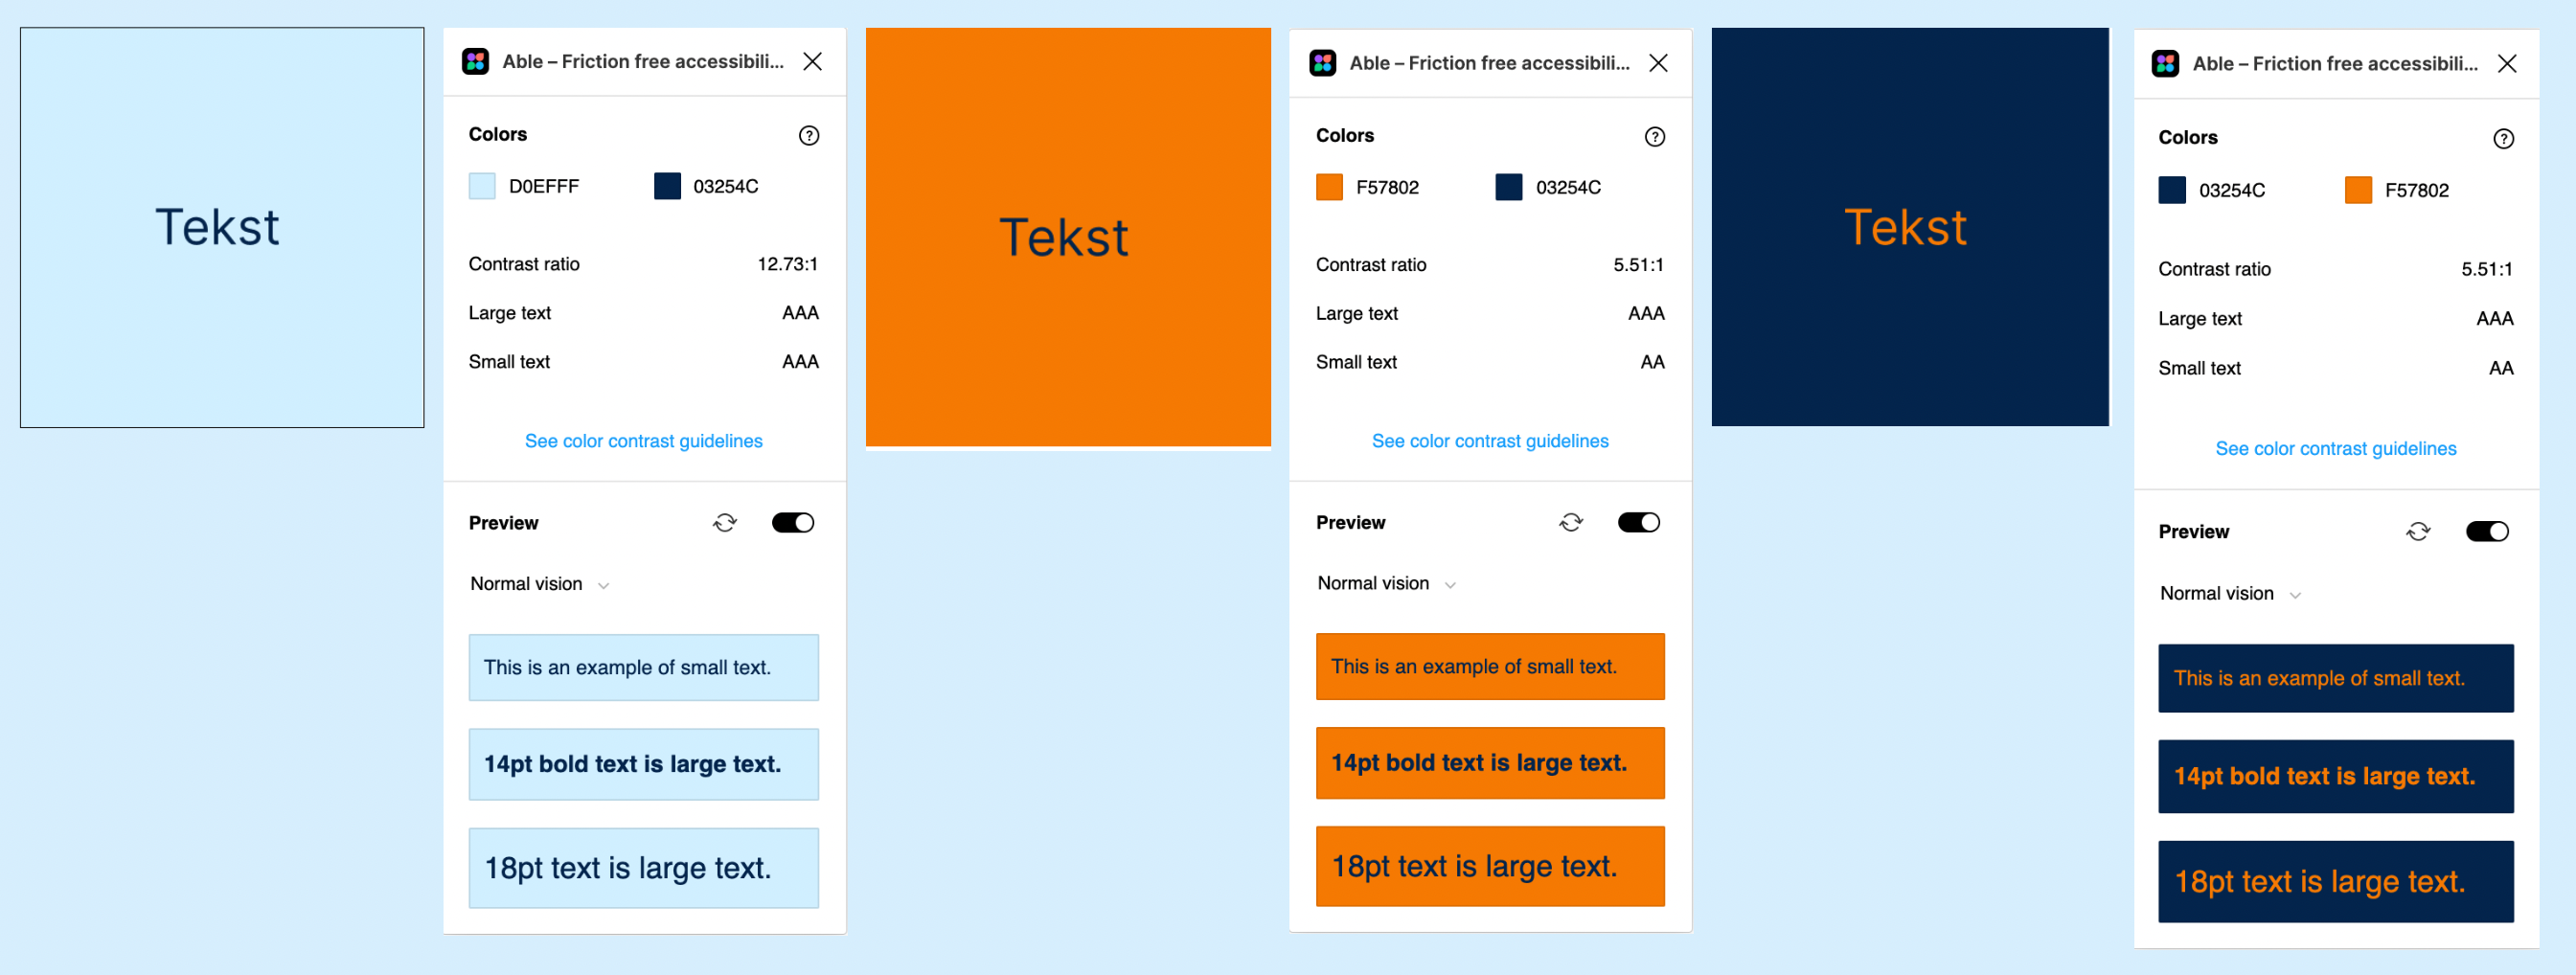 Tekst
Able – Friction free accessibili...
Colors
D0EFFF 03254C
Contrast ratio 12.73:1
Large text AAA
Small text AAA
See color contrast guidelines
Preview
Normal vision
This is an example of small text.
14pt bold text is large text.
18pt text is large text.
Tekst
Able – Friction free accessibili...
Colors
F57802 03254C
Contrast ratio 5.51:1
Large text AAA
Small text AA
See color contrast guidelines
Preview
Normal vision
This is an example of small text.
14pt bold text is large text.
18pt text is large text.
Tekst
Able – Friction free accessibili...
Colors
03254C F57802
Contrast ratio 5.51:1
Large text AAA
Small text AA
See color contrast guidelines
Preview
Normal vision
This is an example of small text.
14pt bold text is large text.
18pt text is large text.